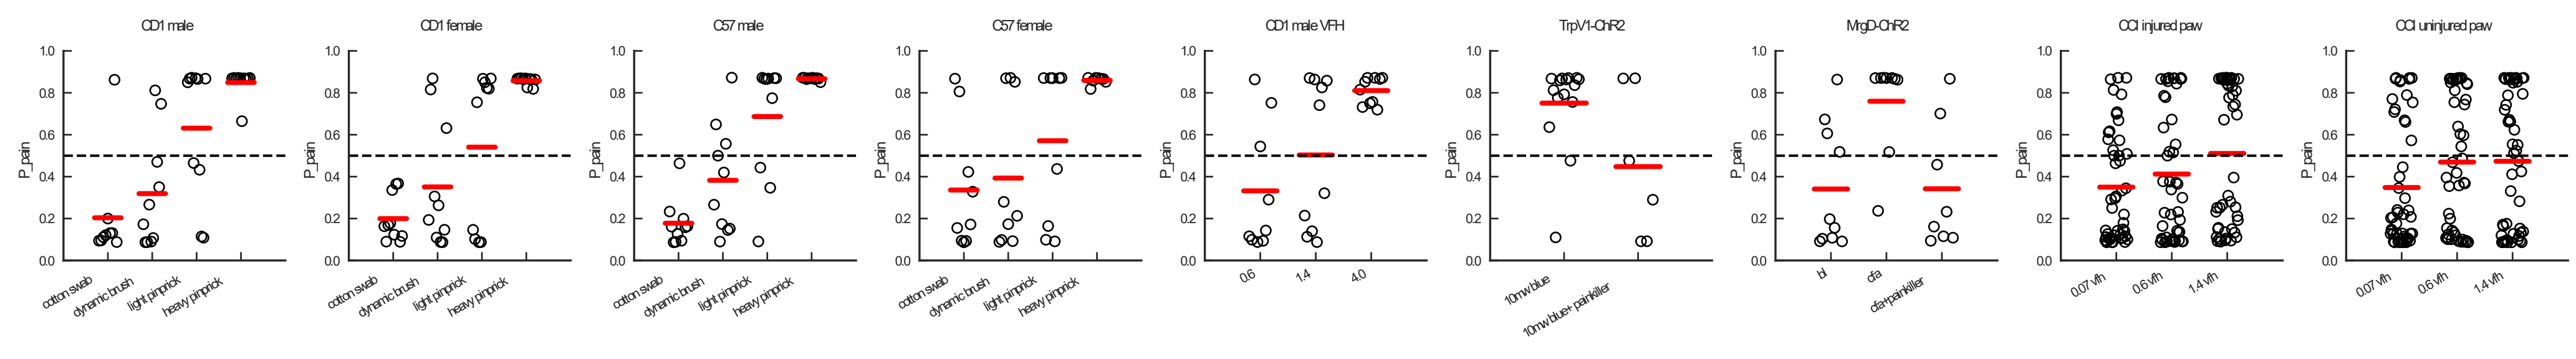 CD1 male
P_pain
1.0
0.8
0.6
0.4
0.2
0.0
cotton swab
dynamic brush
light pinprick
heavy pinprick
CD1 female
P_pain
1.0
0.8
0.6
0.4
0.2
0.0
cotton swab
dynamic brush
light pinprick
heavy pinprick
C57 male
P_pain
1.0
0.8
0.6
0.4
0.2
0.0
cotton swab
dynamic brush
light pinprick
heavy pinprick
C57 female
P_pain
1.0
0.8
0.6
0.4
0.2
0.0
cotton swab
dynamic brush
light pinprick
heavy pinprick
CD1 male VFH
P_pain
1.0
0.8
0.6
0.4
0.2
0.0
0.6
1.4
4.0
TrpV1-ChR2
P_pain
1.0
0.8
0.6
0.4
0.2
0.0
10mw blue
10mw blue+ painkiller
MrgD-ChR2
P_pain
1.0
0.8
0.6
0.4
0.2
0.0
bl
cfa
cfa+painkiller
CCI injured paw
P_pain
1.0
0.8
0.6
0.4
0.2
0.0
0.07 vfh
0.6 vfh
1.4 vfh
CCI uninjured paw
P_pain
1.0
0.8
0.6
0.4
0.2
0.0
0.07 vfh
0.6 vfh
1.4 vfh